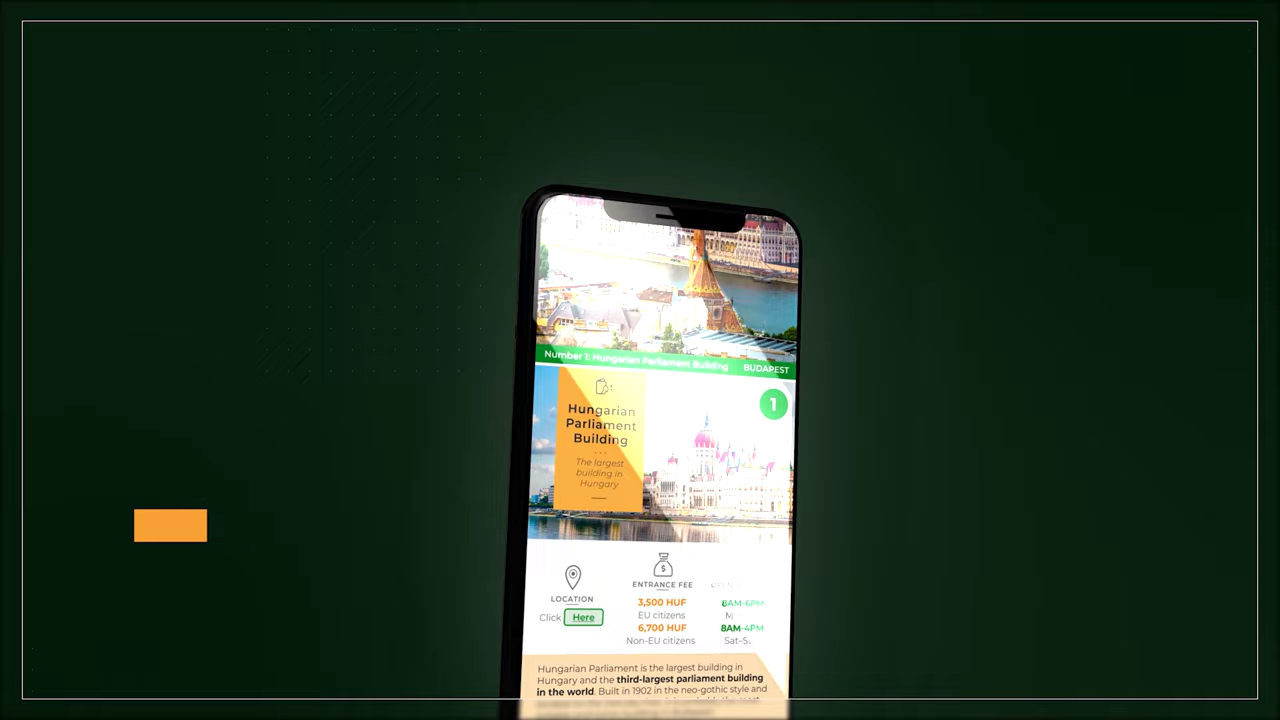 Number 1: Hungarian Parliament Building
BUDAPEST
1
Hungarian
Parliament
Building
The largest
building in
Hungary
LOCATION
Click Here
ENTRANCE FEE
3,500 HUF
EU citizens
6,700 HUF
Non-EU citizens
8AM-6PM
8AM-4PM
Hungarian Parliament is the largest building in
Hungary and the third-largest parliament building
in the world. Built in 1902 in the neo-gothic style and